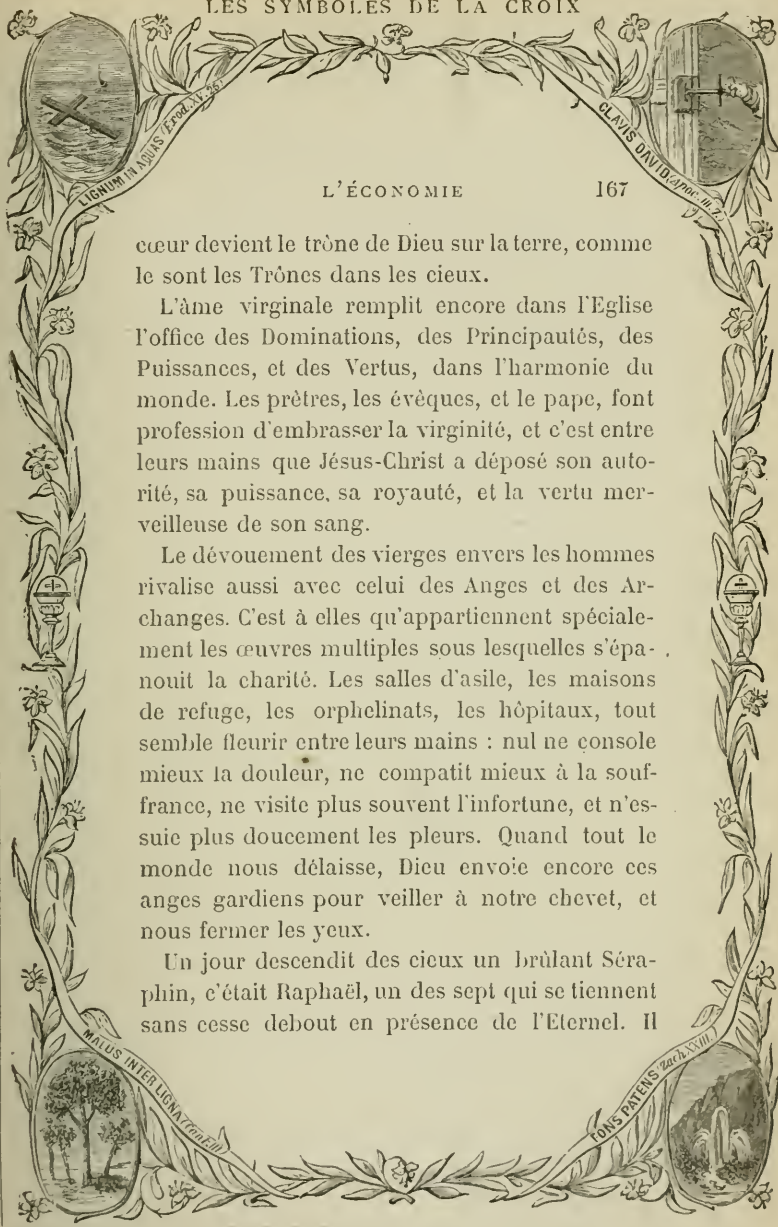 LES SYMBOLES DE LA CROIX
LIGNUM IN AQUAS (Exod. XV. 25)
CLAVIS DAVID (Apoc. III. 7.)
L'ÉCONOMIE 167
cœur devient le trône de Dieu sur la terre, comme
le sont les Trônes dans les cieux.
L'âme virginale remplit encore dans l'Eglise
l'office des Dominations, des Principautés, des
Puissances, et des Vertus, dans l'harmonie du
monde. Les prêtres, les évêques, et le pape, font
profession d'embrasser la virginité, et c'est entre
leurs mains que Jésus-Christ a déposé son auto-
rité, sa puissance, sa royauté, et la vertu mer-
veilleuse de son sang.
Le dévouement des vierges envers les hommes
rivalise aussi avec celui des Anges et des Ar-
changes. C'est à elles qu'appartiennent spéciale-
ment les œuvres multiples sous lesquelles s'épa-
nouit la charité. Les salles d'asile, les maisons
de refuge, les orphelinats, les hôpitaux, tout
semble fleurir entre leurs mains : nul ne console
mieux la douleur, ne compatit mieux à la souf-
france, ne visite plus souvent l'infortune, et n'es-
suie plus doucement les pleurs. Quand tout le
monde nous délaisse, Dieu envoie encore ces
anges gardiens pour veiller à notre chevet, et
nous fermer les yeux.
Un jour descendit des cieux un brûlant Séra-
phin, c'était Raphaël, un des sept qui se tiennent
sans cesse debout en présence de l'Eternel. Il
MALUS INTER LIGNA
FONS PATENS (Zach. XXIII.)